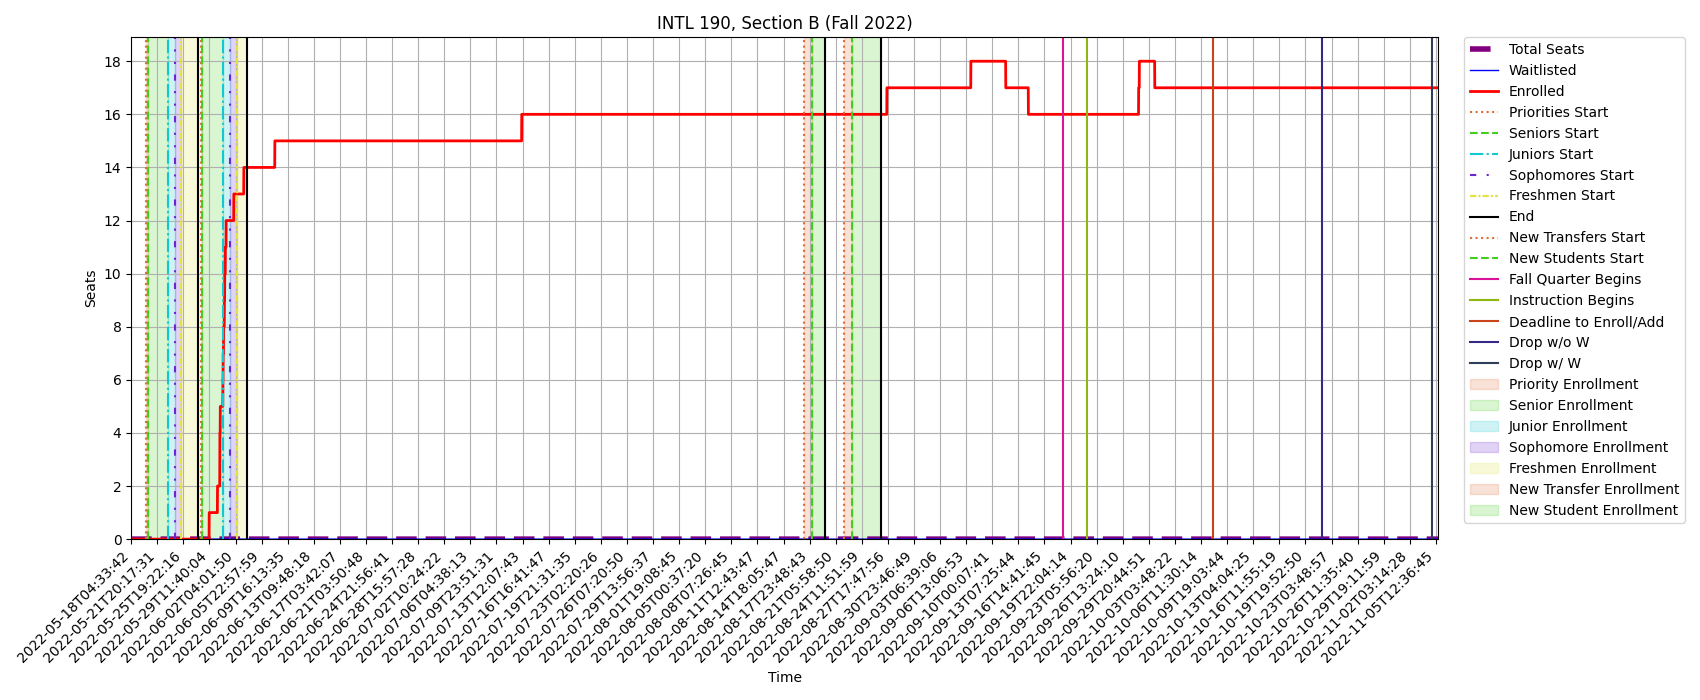 INTL 190, Section B (Fall 2022)
Seats
18
16
14
12
10
8
6
4
2
0
2022-05-18T04:33:42
2022-05-21T20:17:31
2022-05-25T19:22:16
2022-05-29T11:40:04
2022-06-02T04:01:50
2022-06-05T22:57:59
2022-06-09T16:13:35
2022-06-13T09:48:18
2022-06-17T03:42:07
2022-06-21T03:50:48
2022-06-24T21:56:41
2022-06-28T15:57:28
2022-07-02T10:24:22
2022-07-06T04:38:13
2022-07-09T23:51:31
2022-07-13T12:07:43
2022-07-16T16:41:47
2022-07-19T21:31:35
2022-07-23T02:20:26
2022-07-26T07:20:50
2022-07-29T13:56:37
2022-08-01T19:08:45
2022-08-05T00:37:20
2022-08-08T07:26:45
2022-08-11T12:43:47
2022-08-14T18:05:47
2022-08-17T23:48:43
2022-08-21T05:58:50
2022-08-24T11:51:59
2022-08-27T17:47:56
2022-08-30T23:46:49
2022-09-03T06:39:06
2022-09-06T13:06:53
2022-09-10T00:07:41
2022-09-13T07:25:44
2022-09-16T14:41:45
2022-09-19T22:04:14
2022-09-23T05:56:20
2022-09-26T13:24:10
2022-09-29T20:44:51
2022-10-03T03:48:22
2022-10-06T11:30:14
2022-10-09T19:03:44
2022-10-13T04:04:25
2022-10-16T11:55:19
2022-10-19T19:52:50
2022-10-23T03:48:57
2022-10-26T11:35:40
2022-10-29T19:11:59
2022-11-02T03:14:28
2022-11-05T12:36:45
Time
Total Seats
Waitlisted
Enrolled
Priorities Start
Seniors Start
Juniors Start
Sophomores Start
Freshmen Start
End
New Transfers Start
New Students Start
Fall Quarter Begins
Instruction Begins
Deadline to Enroll/Add
Drop w/o W
Drop w/ W
Priority Enrollment
Senior Enrollment
Junior Enrollment
Sophomore Enrollment
Freshmen Enrollment
New Transfer Enrollment
New Student Enrollment